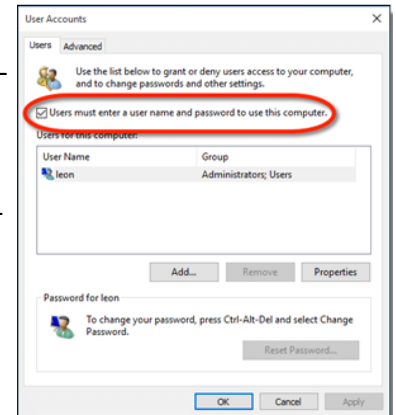 User Accounts
Users Advanced
Use the list below to grant or deny users access to your computer,
and to change passwords and other settings.
Users must enter a user name and password to use this computer.
Users for this computer:
User Name Group
leon Administrators; Users
Add... Remove Properties
Password for leon
To change your password, press Ctrl-Alt-Del and select Change
Password.
Reset Password...
OK Cancel Apply